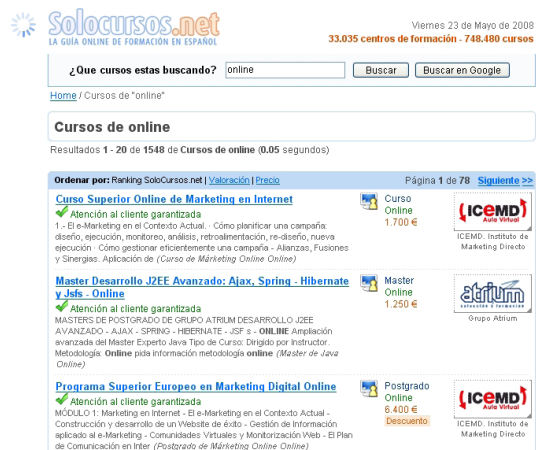 Solocursos.net
LA GUÍA ONLINE DE FORMACIÓN EN ESPAÑOL
Viernes 23 de Mayo de 2008
33.035 centros de formación - 748.480 cursos
¿Que cursos estas buscando? online Buscar Buscar en Google
Home / Cursos de "online"
Cursos de online
Resultados 1 - 20 de 1548 de Cursos de online (0.05 segundos)
Ordenar por: Ranking SoloCursos.net | Valoración | Precio Página 1 de 78 Siguiente >>
Curso Superior Online de Marketing en Internet
Atención al cliente garantizada
1.- El e-Marketing en el Contexto Actual. · Cómo planificar una campaña:
diseño, ejecución, monitoreo, análisis, retroalimentación, re-diseño, nueva
ejecución · Cómo gestionar eficientemente una campaña - Alianzas, Fusiones
y Sinergias. Aplicación de (Curso de Márketing Online Online)
Curso
Online
1.700 €
ICEMD
Aula Virtual
ICEMD. Instituto de
Marketing Directo
Master Desarrollo J2EE Avanzado: Ajax, Spring - Hibernate
y Jsfs - Online
Atención al cliente garantizada
MASTERS DE POSTGRADO DE GRUPO ATRIUM DESARROLLO J2EE
AVANZADO - AJAX - SPRING - HIBERNATE - JSF s - ONLINE Ampliación
avanzada del Master Experto Java Tipo de Curso: Dirigido por Instructor.
Metodología: Online pida información metodología online (Master de Java
Online)
Master
Online
1.250 €
atrium
selección & formación
Grupo Atrium
Programa Superior Europeo en Marketing Digital Online
Atención al cliente garantizada
MÓDULO 1: Marketing en Internet - El e-Marketing en el Contexto Actual -
Construcción y desarrollo de un Website de éxito - Gestión de Información
aplicado al e-Marketing - Comunidades Virtuales y Monitorización Web - El Plan
de Comunicación en Inter (Postgrado de Márketing Online Online)
Postgrado
Online
6.400 €
Descuento
ICEMD
Aula Virtual
ICEMD. Instituto de
Marketing Directo